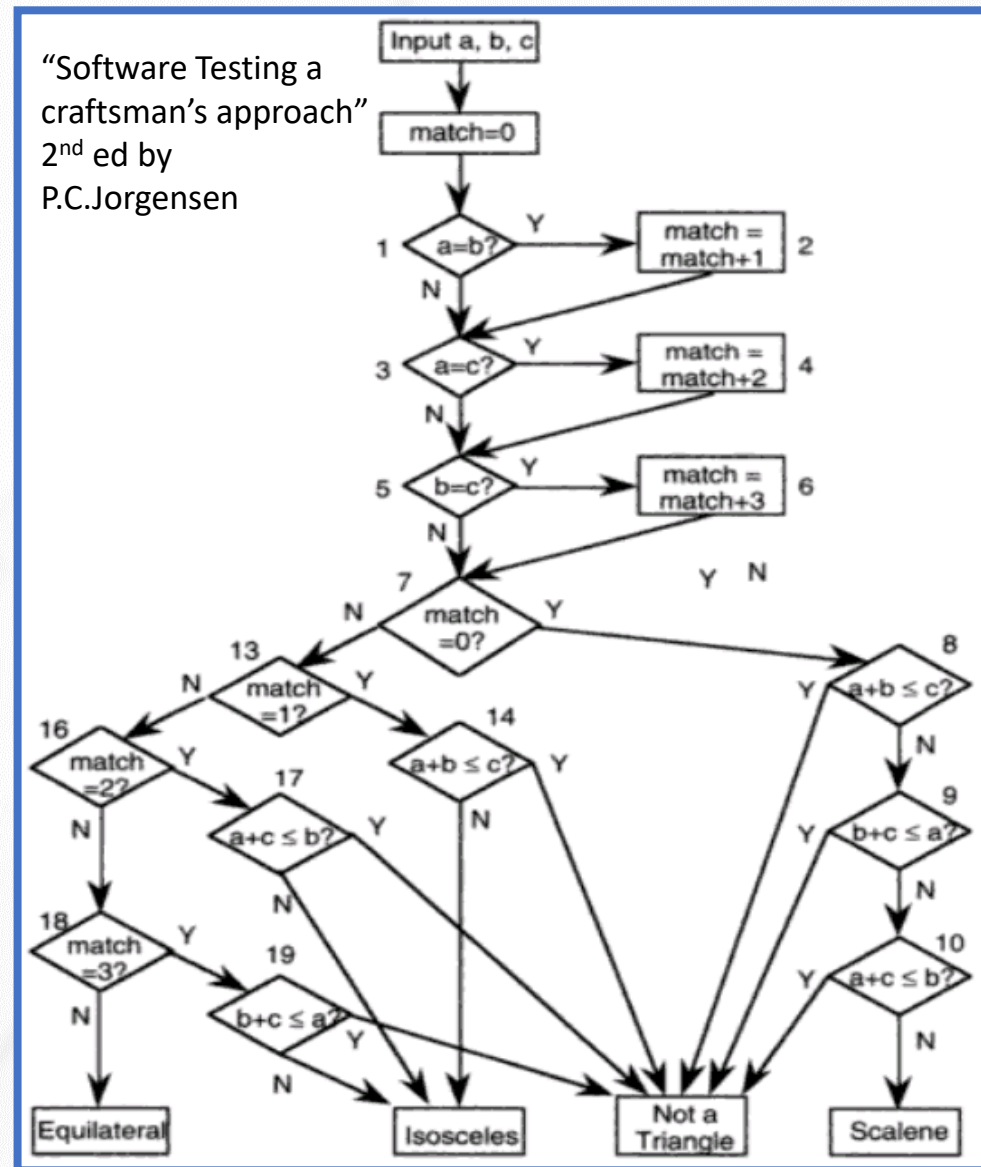 “Software Testing a
craftsman’s approach”
2nd ed by
P.C.Jorgensen
Input a, b, c
match=0
1
a=b?
Y
match =
match+1
2
N
3
a=c?
Y
match =
match+2
4
N
5
b=c?
Y
match =
match+3
6
N
Y N
7
N
match
=0?
Y
13
N
match
=1?
Y
8
Y
a+b ≤ c?
N
16
match
=2?
Y
N
14
a+b ≤ c?
Y
N
17
a+c ≤ b?
Y
N
9
Y
b+c ≤ a?
N
18
match
=3?
Y
N
19
b+c ≤ a?
Y
N
10
Y
a+c ≤ b?
N
Equilateral
Isosceles
Not a
Triangle
Scalene